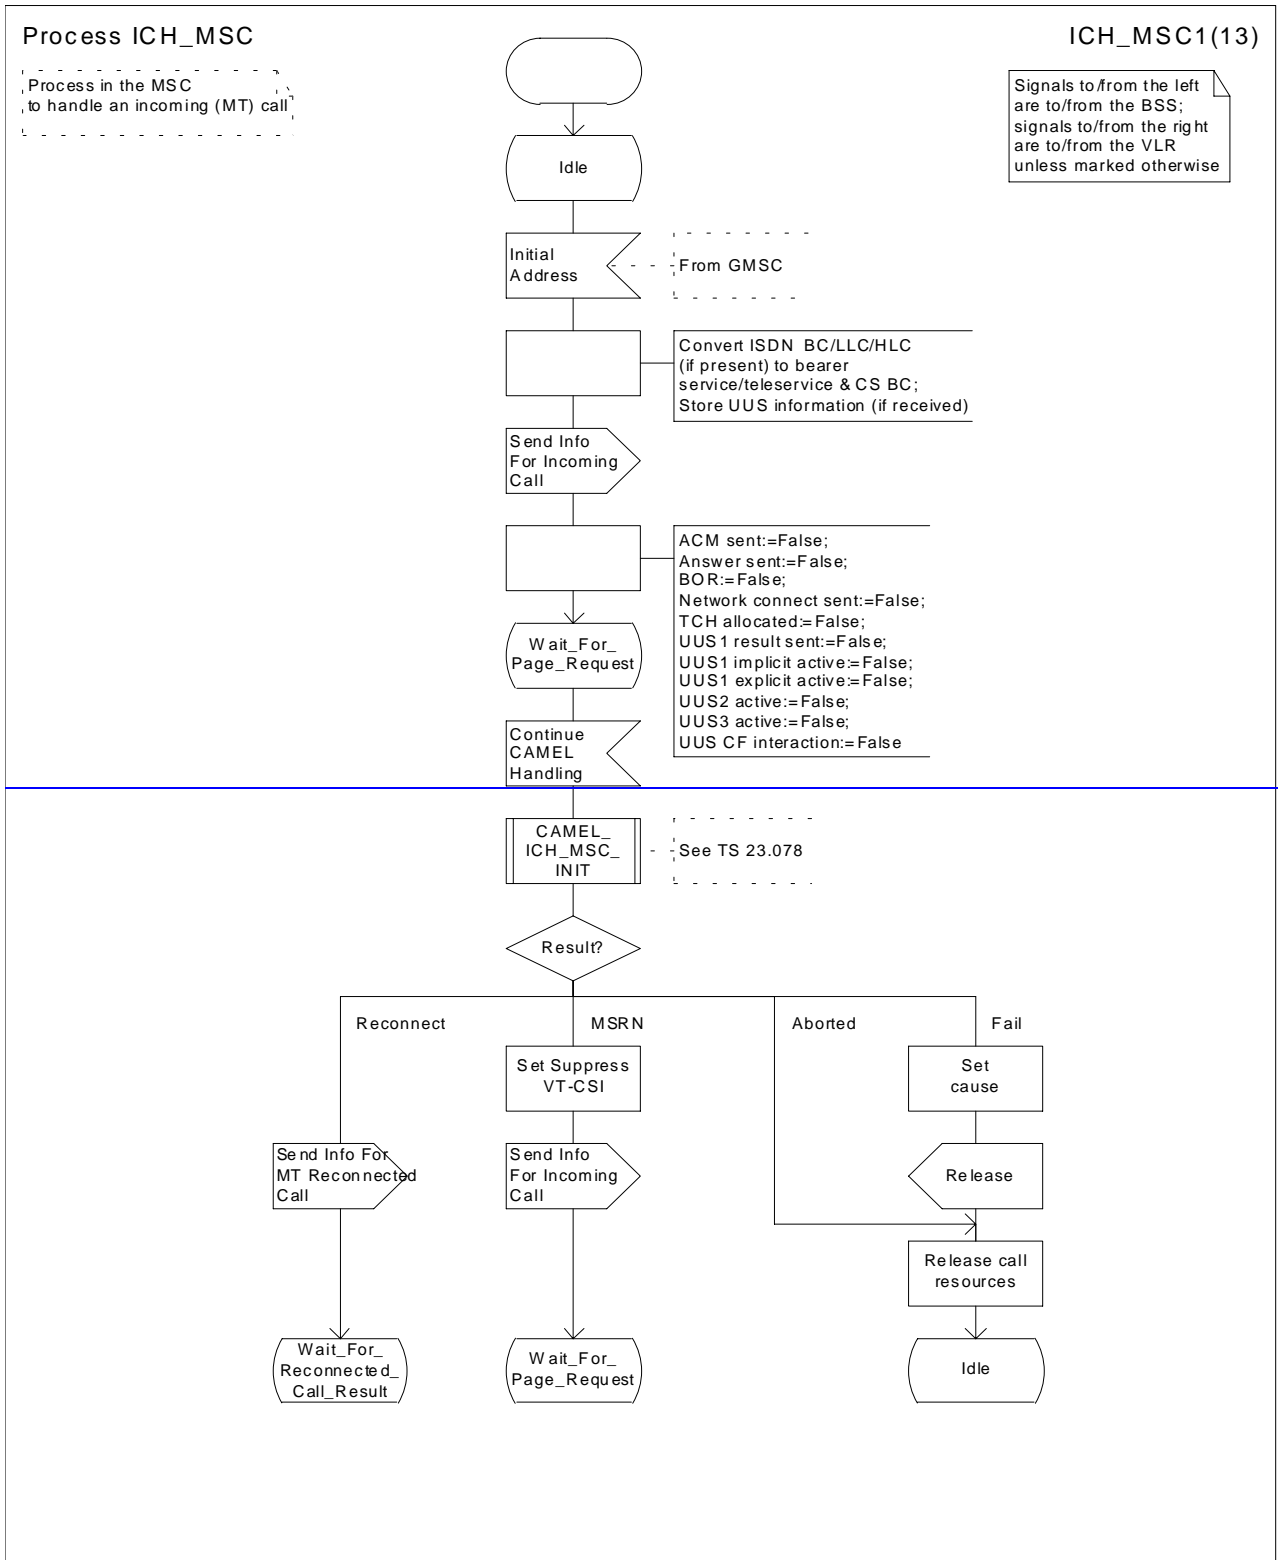 Process ICH_MSC
ICH_MSC1(13)
Process in the MSC
to handle an incoming (MT) call
Signals to/from the left
are to/from the BSS;
signals to/from the right
are to/from the VLR
unless marked otherwise
Idle
Initial
Address
From GMSC
Convert ISDN BC/LLC/HLC
(if present) to bearer
service/teleservice & CS BC;
Store UUS information (if received)
Send Info
For Incoming
Call
ACM sent:=False;
Answer sent:=False;
BOR:=False;
Network connect sent:=False;
TCH allocated:=False;
UUS1 result sent:=False;
UUS1 implicit active:=False;
UUS1 explicit active:=False;
UUS2 active:=False;
UUS3 active:=False;
UUS CF interaction:=False
Wait_For_
Page_Request
Continue
CAMEL
Handling
CAMEL_
ICH_MSC_
INIT
See TS 23.078
Result?
Reconnect
MSRN
Aborted
Fail
Set Suppress
VT-CSI
Set
cause
Send Info For
MT Reconnected
Call
Send Info
For Incoming
Call
Release
Release call
resources
Wait_For_
Reconnected_
Call_Result
Wait_For_
Page_Request
Idle